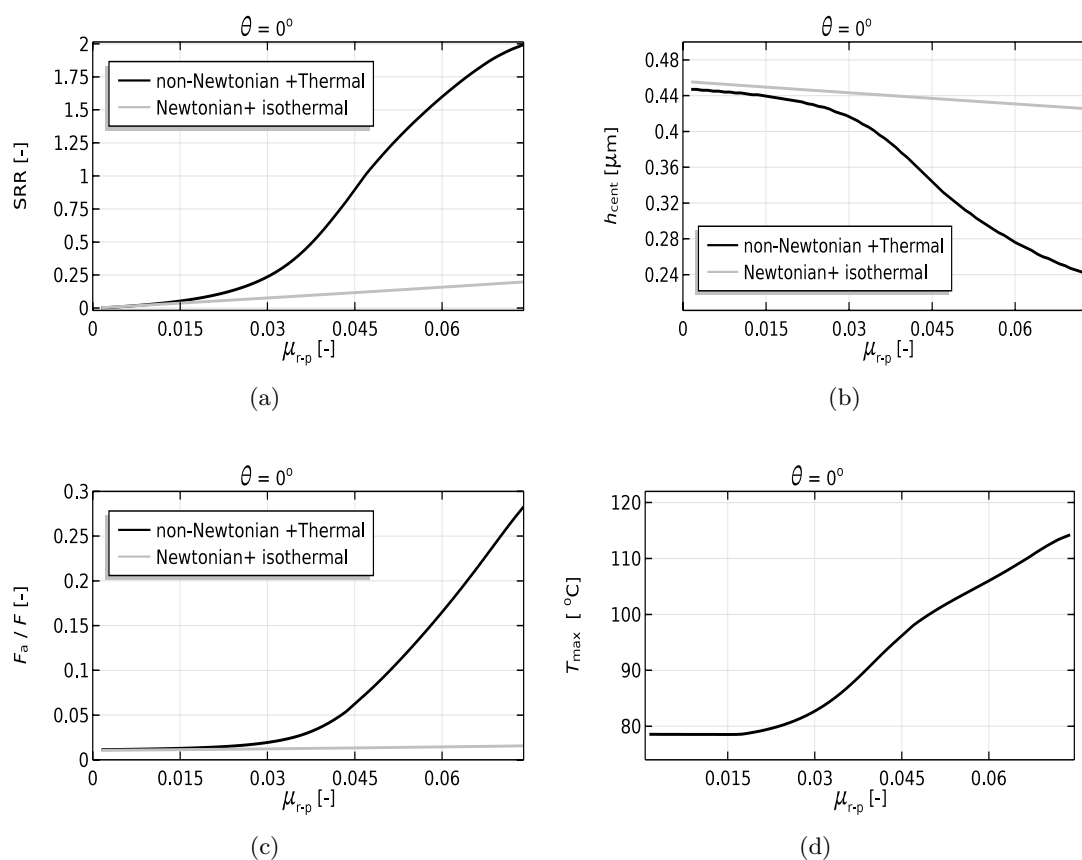 θ = 0°
2
1.75
1.5
1.25
1
0.75
0.5
0.25
0
SRR [-]
non-Newtonian +Thermal
Newtonian+ isothermal
0 0.015 0.03 0.045 0.06
μr-p [-]
(a)
θ = 0°
0.48
0.44
0.4
0.36
0.32
0.28
0.24
hcent [μm]
non-Newtonian +Thermal
Newtonian+ isothermal
0 0.015 0.03 0.045 0.06
μr-p [-]
(b)
θ = 0°
0.3
0.25
0.2
0.15
0.1
0.05
0
Fa / F [-]
non-Newtonian +Thermal
Newtonian+ isothermal
0 0.015 0.03 0.045 0.06
μr-p [-]
(c)
θ = 0°
120
110
100
90
80
Tmax [ °C]
0.015 0.03 0.045 0.06
μr-p [-]
(d)